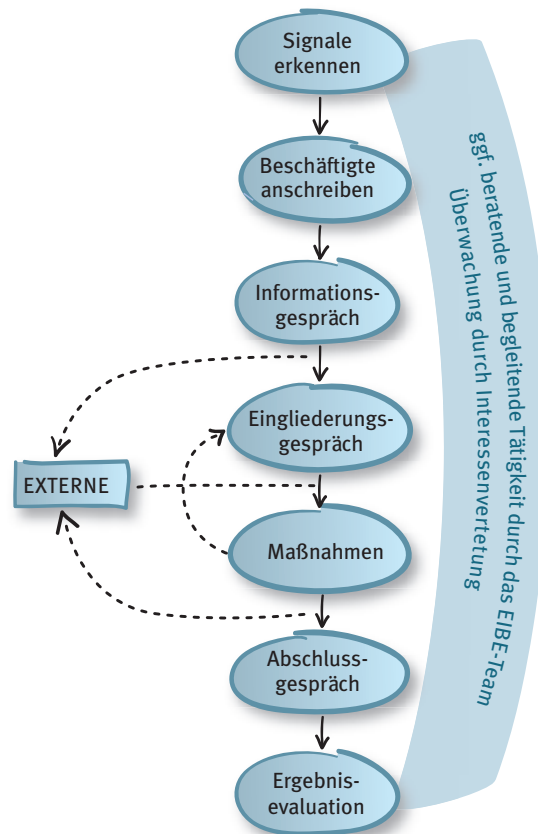 Signale
erkennen
Beschäftigte
anschreiben
Informations-
gespräch
Eingliederungs-
gespräch
EXTERNE
Maßnahmen
Abschluss-
gespräch
Ergebnis-
evaluation
ggf. beratende und begleitende Tätigkeit durch das EIBE-Team
Überwachung durch Interessenvertetung